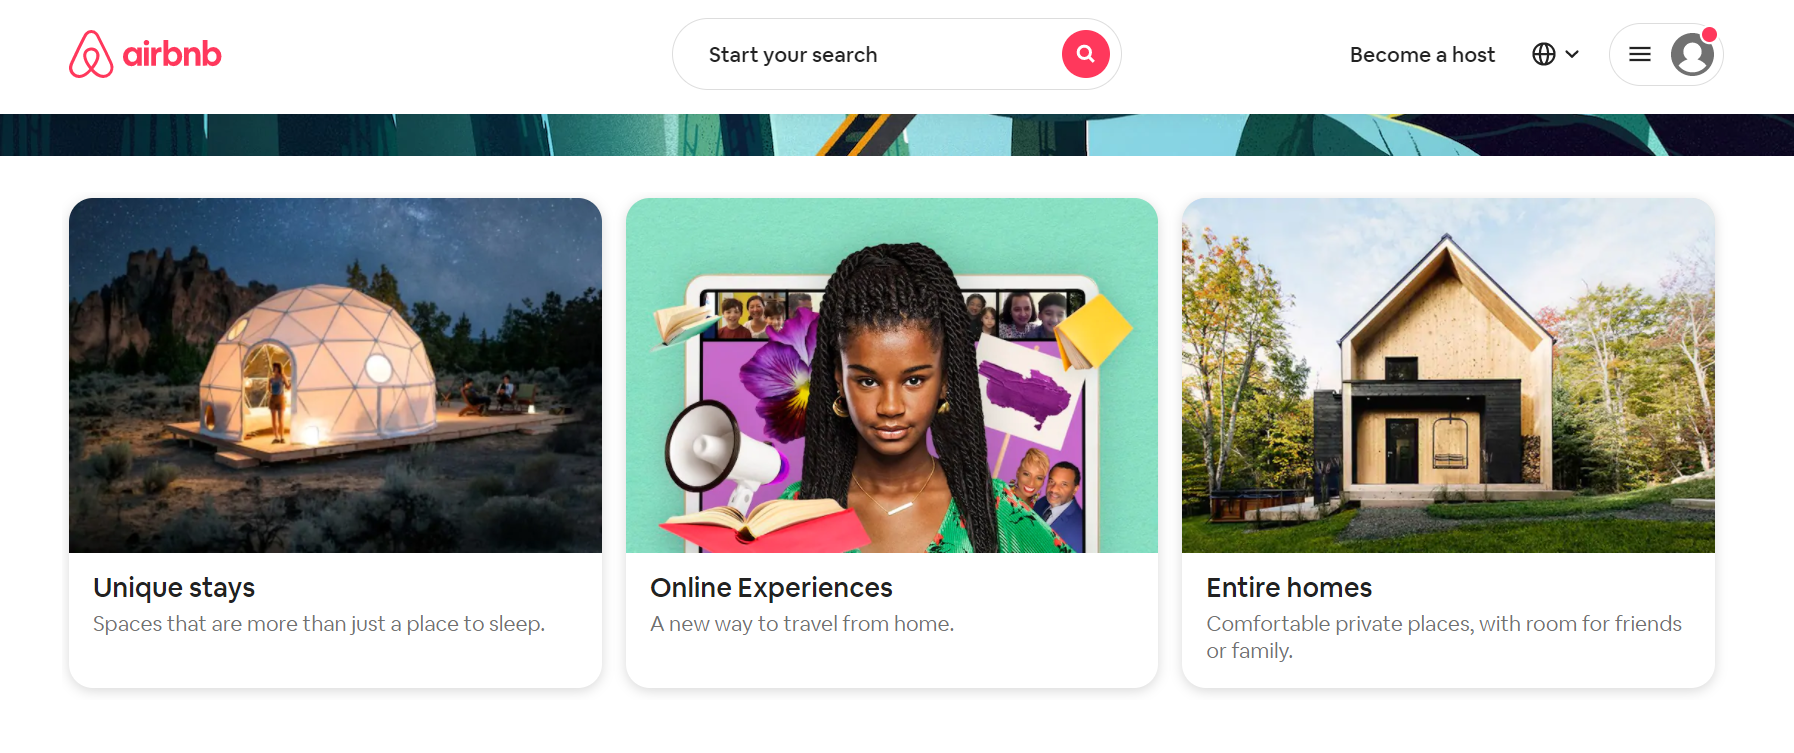 airbnb
Start your search
Become a host
Unique stays
Spaces that are more than just a place to sleep.
Online Experiences
A new way to travel from home.
Entire homes
Comfortable private places, with room for friends
or family.